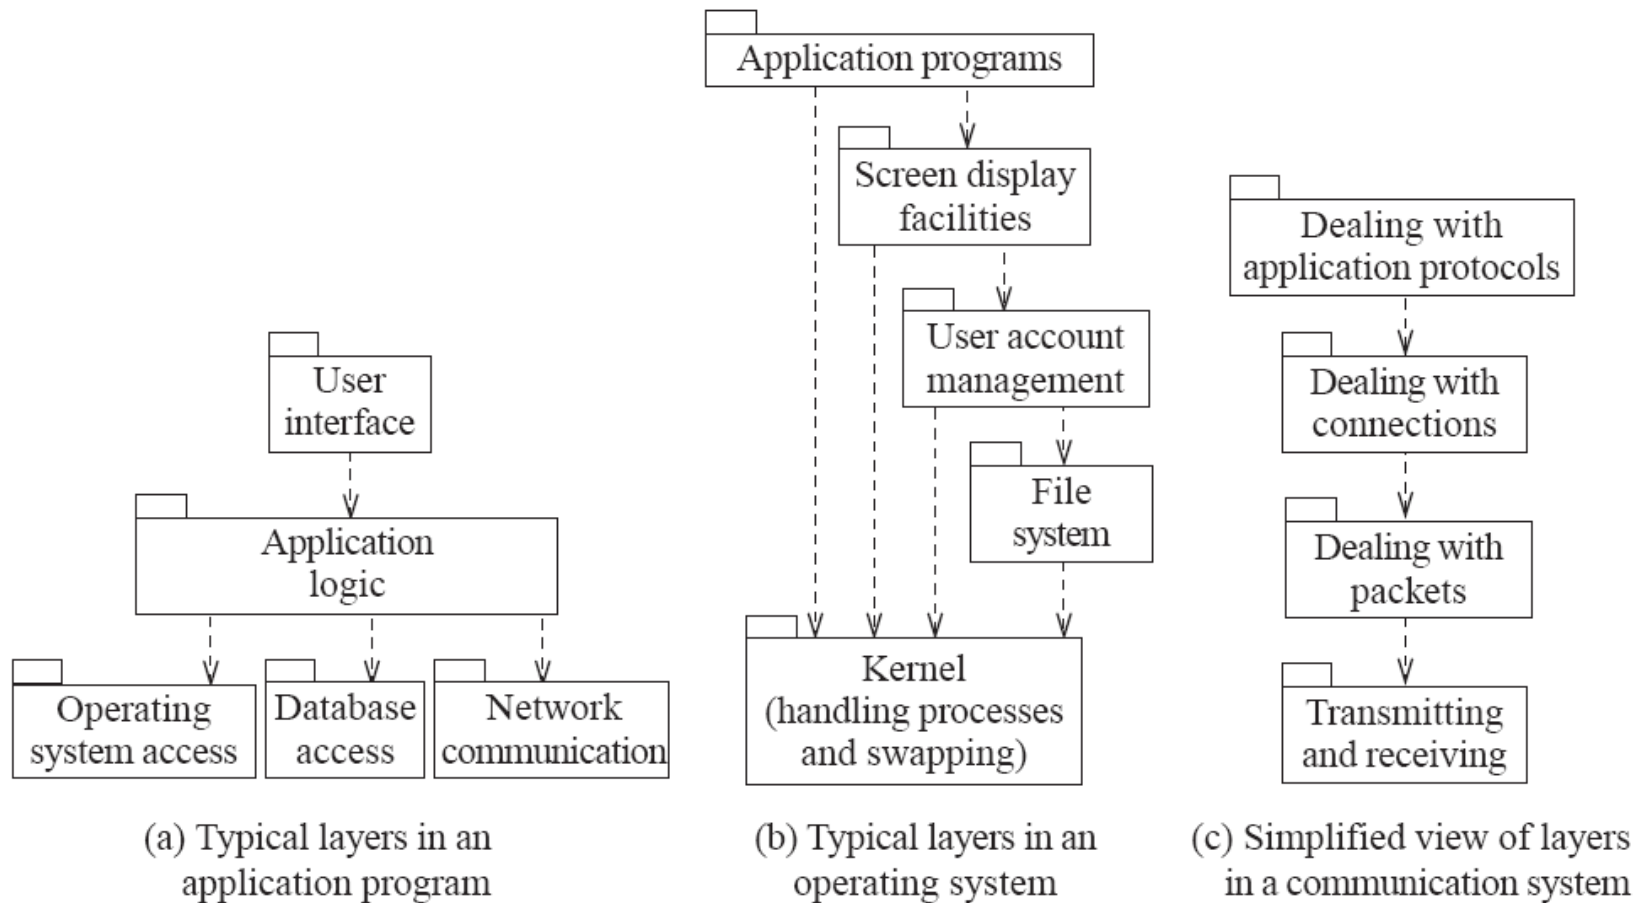 User
interface
Application
logic
Operating
system access
Database
access
Network
communication
(a) Typical layers in an
application program
Application programs
Screen display
facilities
User account
management
File
system
Kernel
(handling processes
and swapping)
(b) Typical layers in an
operating system
Dealing with
application protocols
Dealing with
connections
Dealing with
packets
Transmitting
and receiving
(c) Simplified view of layers
in a communication system